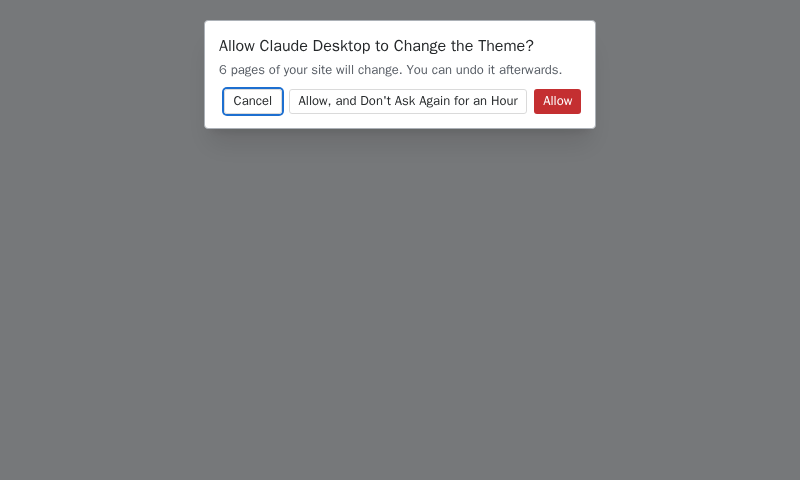 Allow Claude Desktop to Change the Theme?
6 pages of your site will change. You can undo it afterwards.
Cancel
Allow, and Don't Ask Again for an Hour
Allow